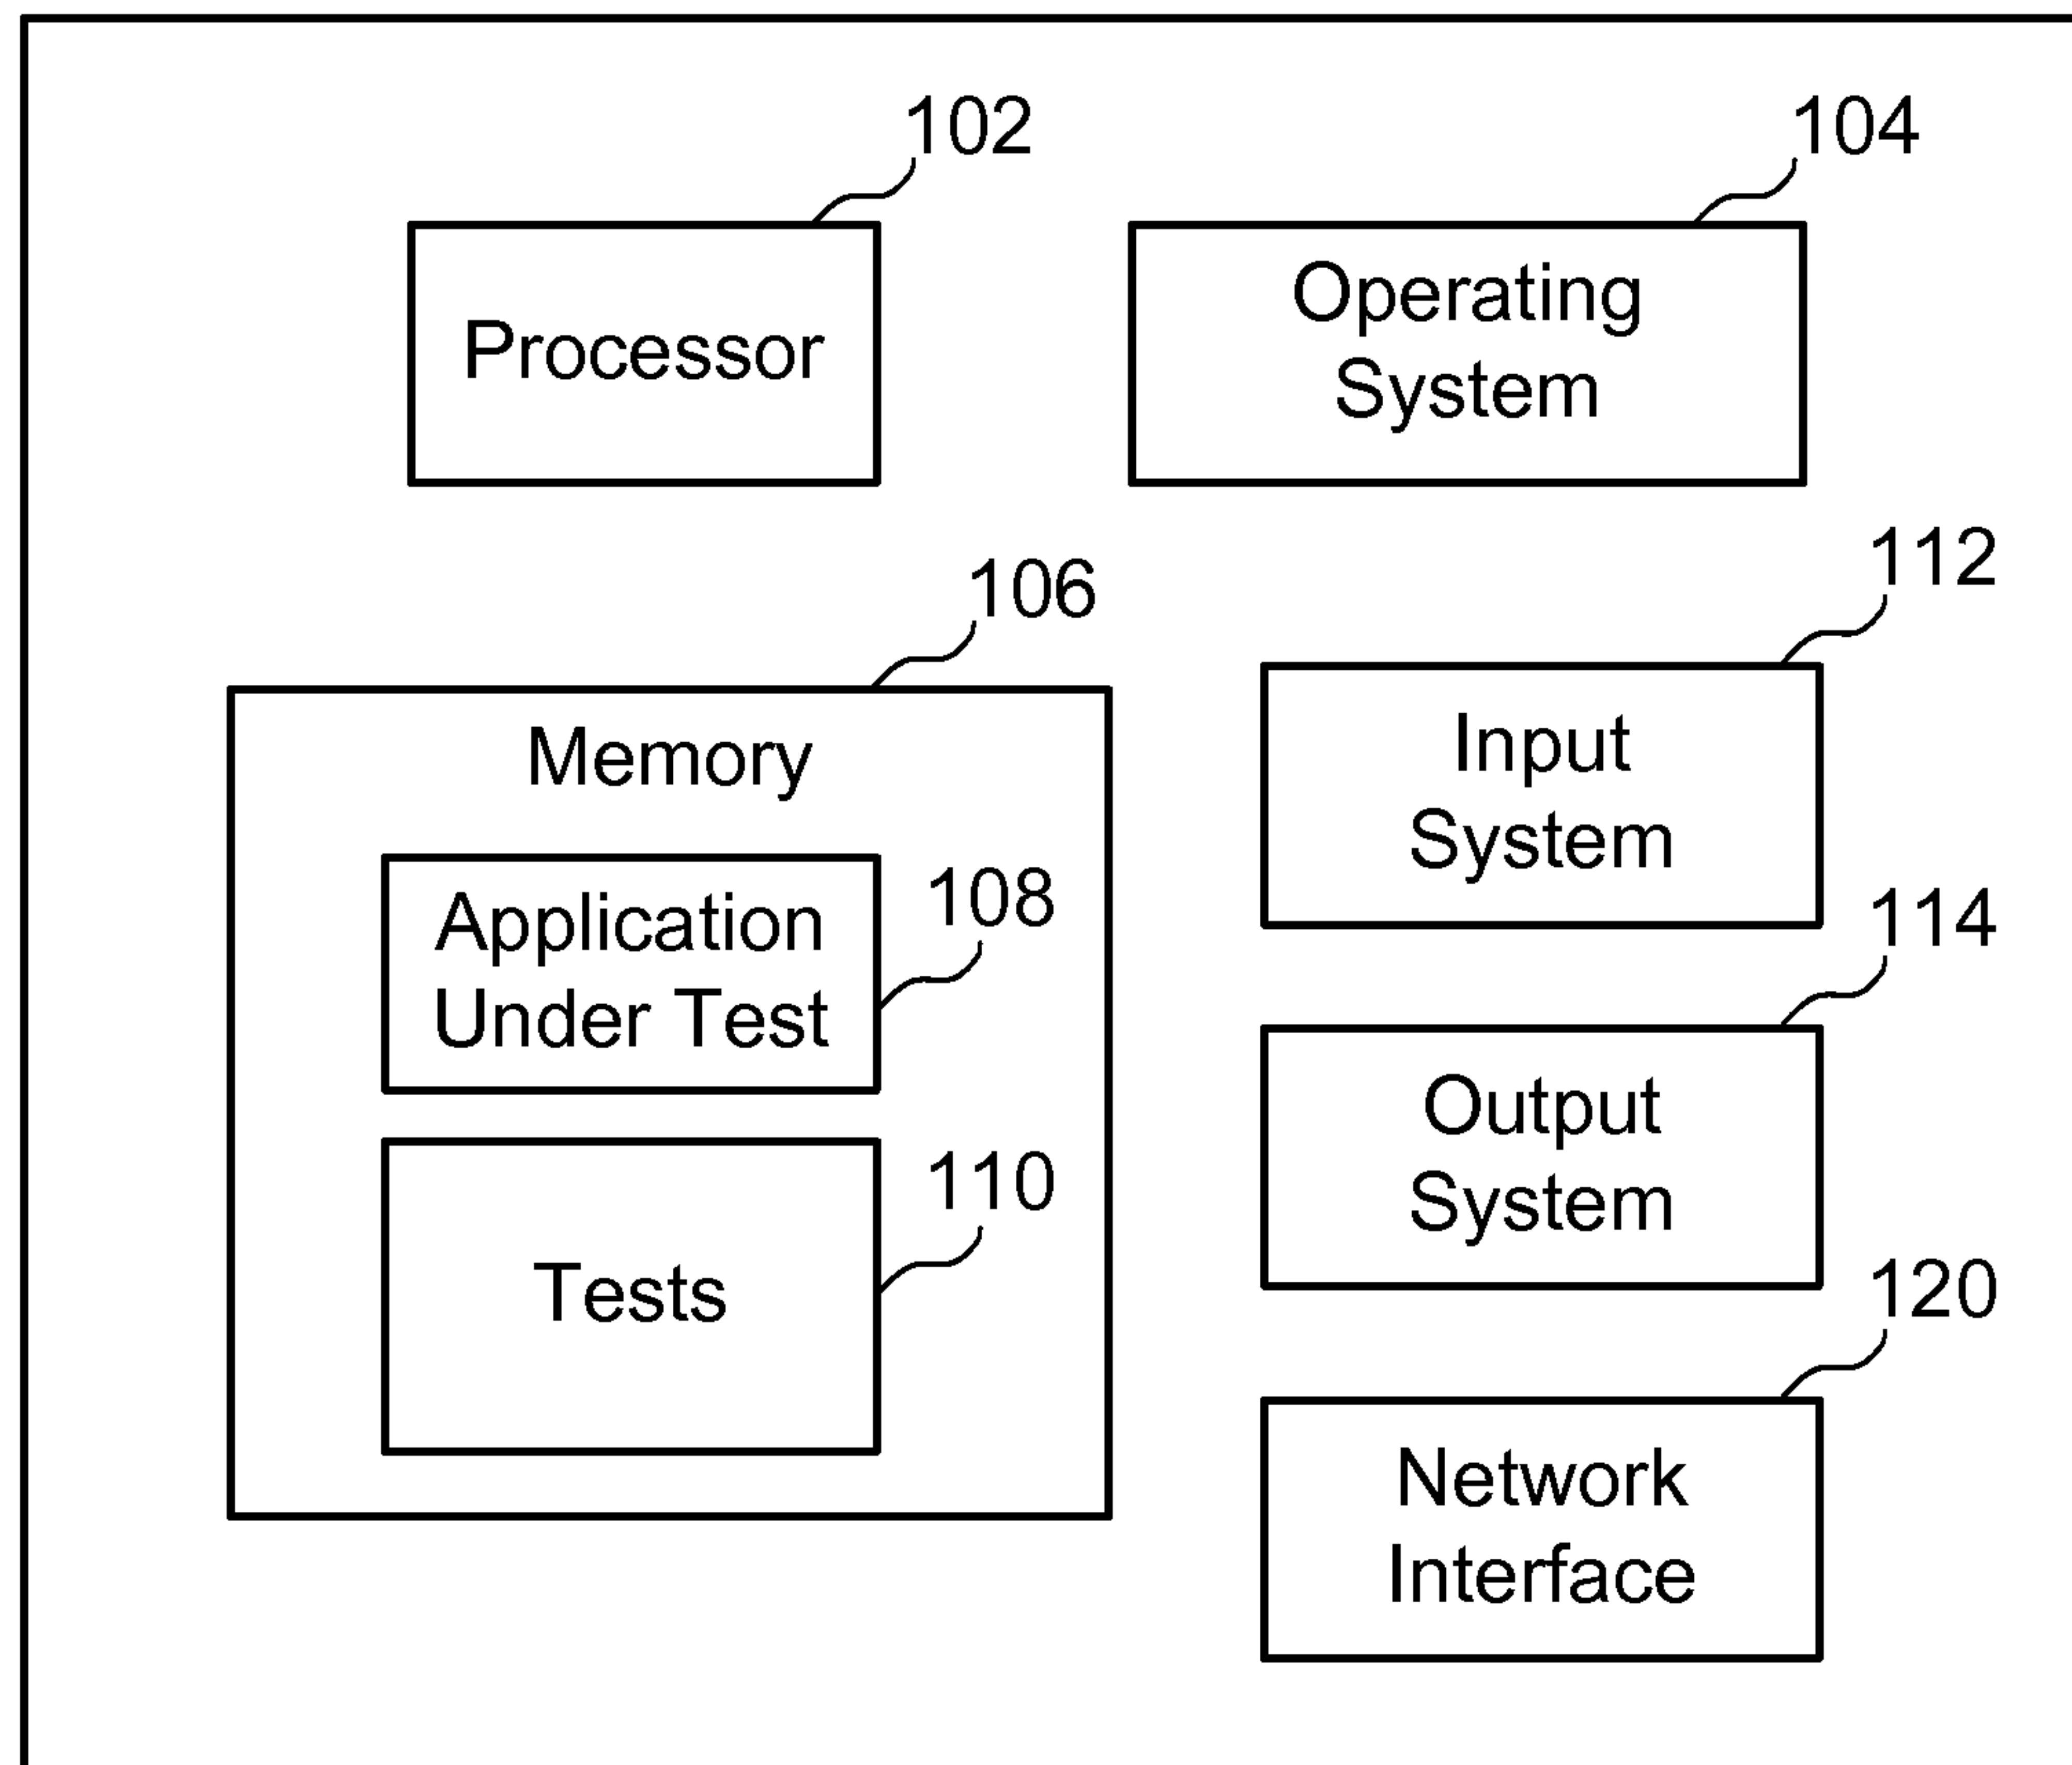 102
Processor
104
Operating
System
106
Memory
108
Application
Under Test
110
Tests
112
Input
System
114
Output
System
120
Network
Interface